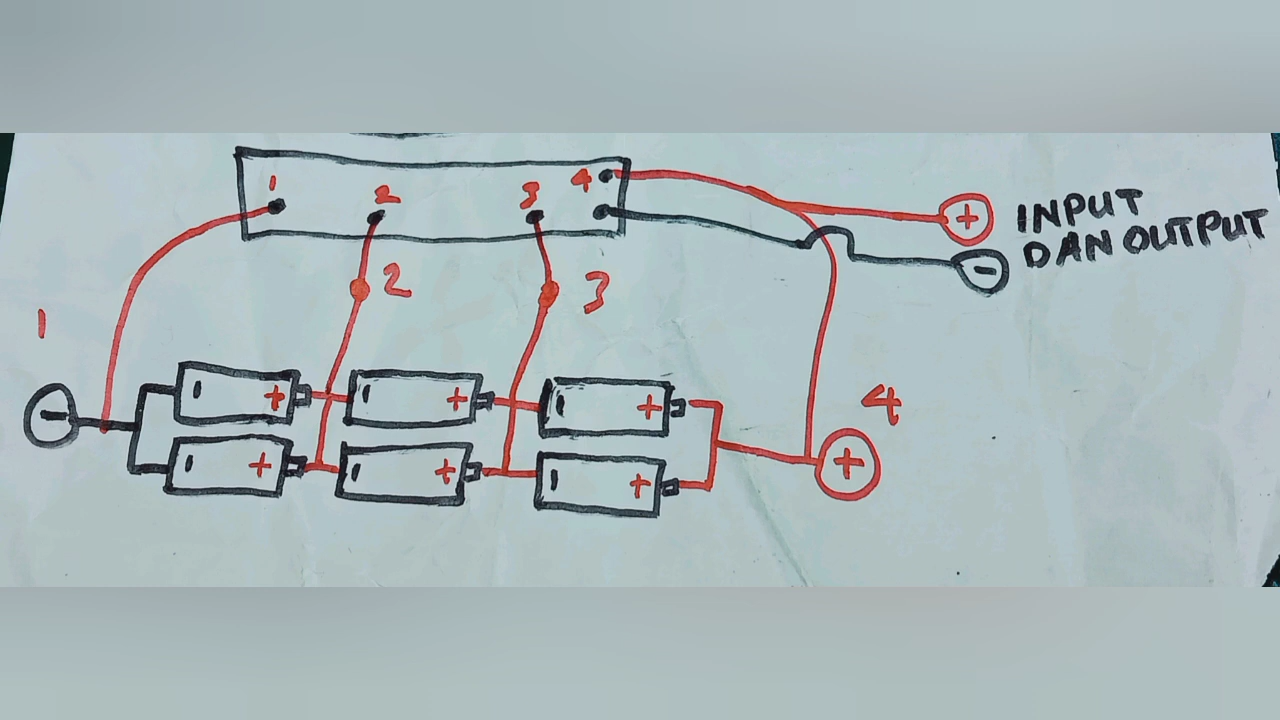 1 2 3 4
+
INPUT
DAN OUTPUT
-
2 3
1
4
- + + +
+ + +
+